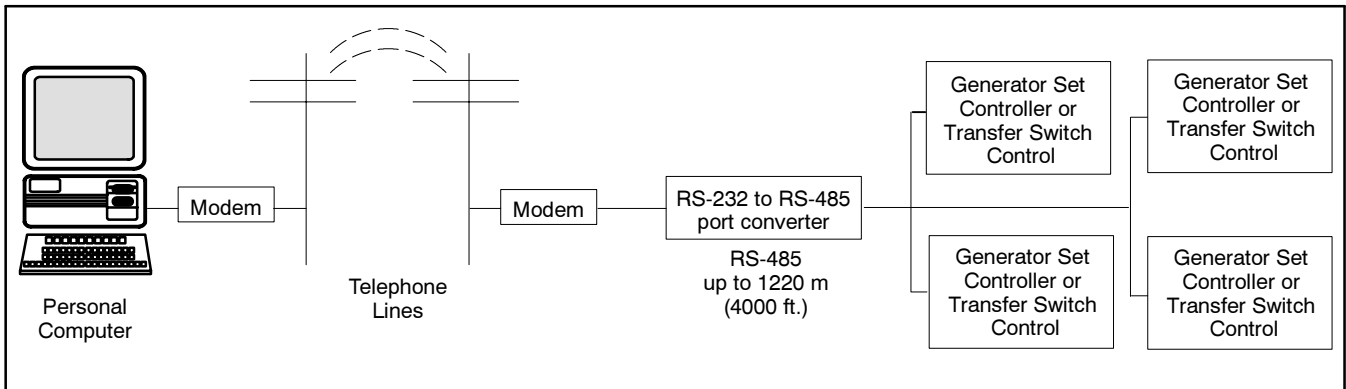 Personal
Computer
Modem
Telephone
Lines
Modem
RS-232 to RS-485
port converter
RS-485
up to 1220 m
(4000 ft.)
Generator Set
Controller or
Transfer Switch
Control
Generator Set
Controller or
Transfer Switch
Control
Generator Set
Controller or
Transfer Switch
Control
Generator Set
Controller or
Transfer Switch
Control